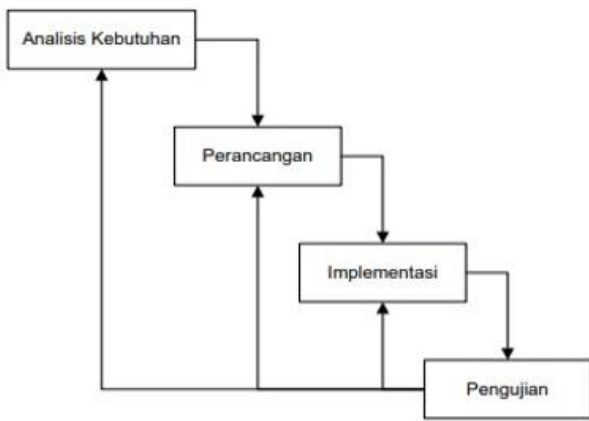 Analisis Kebutuhan
Perancangan
Implementasi
Pengujian